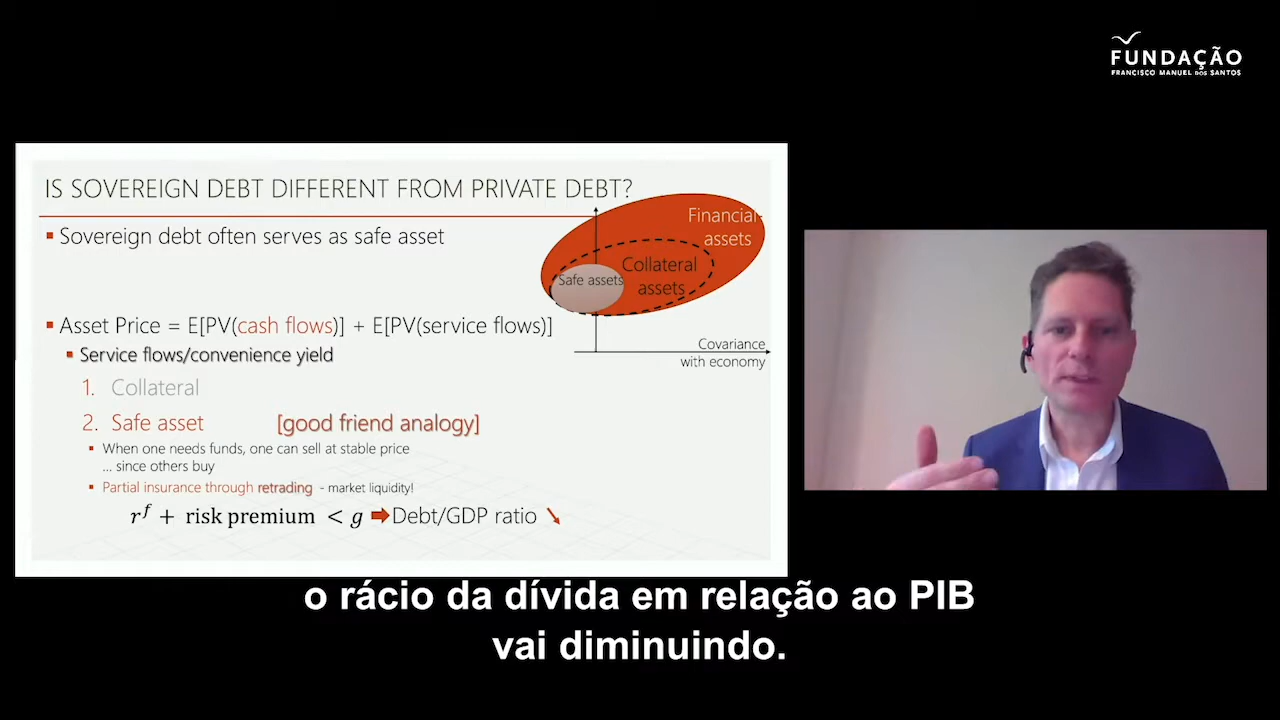 FUNDAÇÃO
FRANCISCO MANUEL DOS SANTOS
IS SOVEREIGN DEBT DIFFERENT FROM PRIVATE DEBT?
Sovereign debt often serves as safe asset
Financial
assets
Collateral
assets
Safe assets
Covariance
with economy
Asset Price = E[PV(cash flows)] + E[PV(service flows)]
Service flows/convenience yield
1. Collateral
2. Safe asset [good friend analogy]
When one needs funds, one can sell at stable price
... since others buy
Partial insurance through retrading - market liquidity!
r^f + risk premium < g ➡ Debt/GDP ratio ↘
o rácio da dívida em relação ao PIB
vai diminuindo.